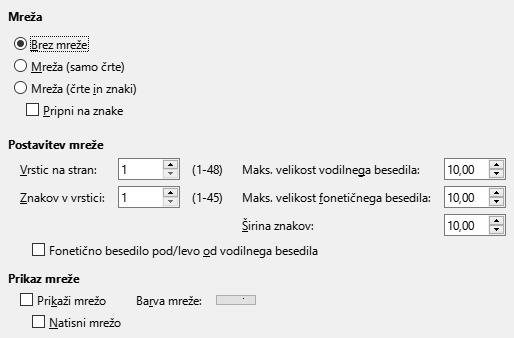 Mreža
Brez mreže
Mreža (samo črte)
Mreža (črte in znaki)
Pripni na znake
Postavitev mreže
Vrstic na stran: 1 (1-48) Maks. velikost vodilnega besedila: 10,00
Znakov v vrstici: 1 (1-45) Maks. velikost fonetičnega besedila: 10,00
Širina znakov: 10,00
Fonetično besedilo pod/levo od vodilnega besedila
Prikaz mreže
Prikaži mrežo Barva mreže:
Natisni mrežo